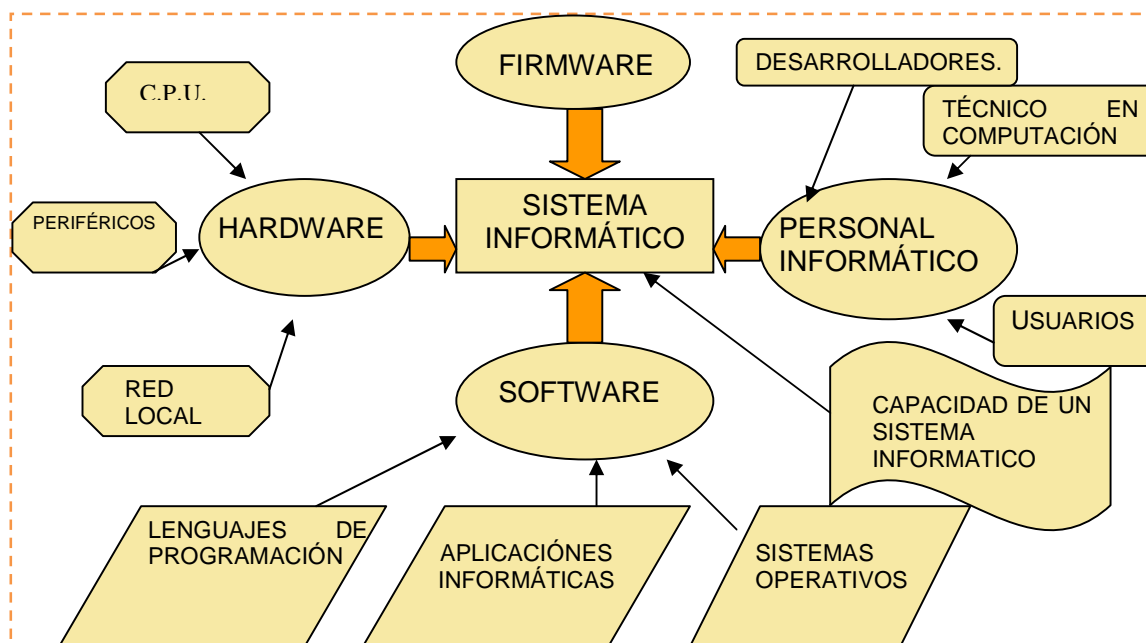 FIRMWARE
DESARROLLADORES.
C.P.U.
TÉCNICO EN
COMPUTACIÓN
PERIFÉRICOS
HARDWARE
SISTEMA
INFORMÁTICO
PERSONAL
INFORMÁTICO
USUARIOS
RED
LOCAL
SOFTWARE
CAPACIDAD DE UN
SISTEMA
INFORMATICO
LENGUAJES DE
PROGRAMACIÓN
APLICACIÓNES
INFORMÁTICAS
SISTEMAS
OPERATIVOS